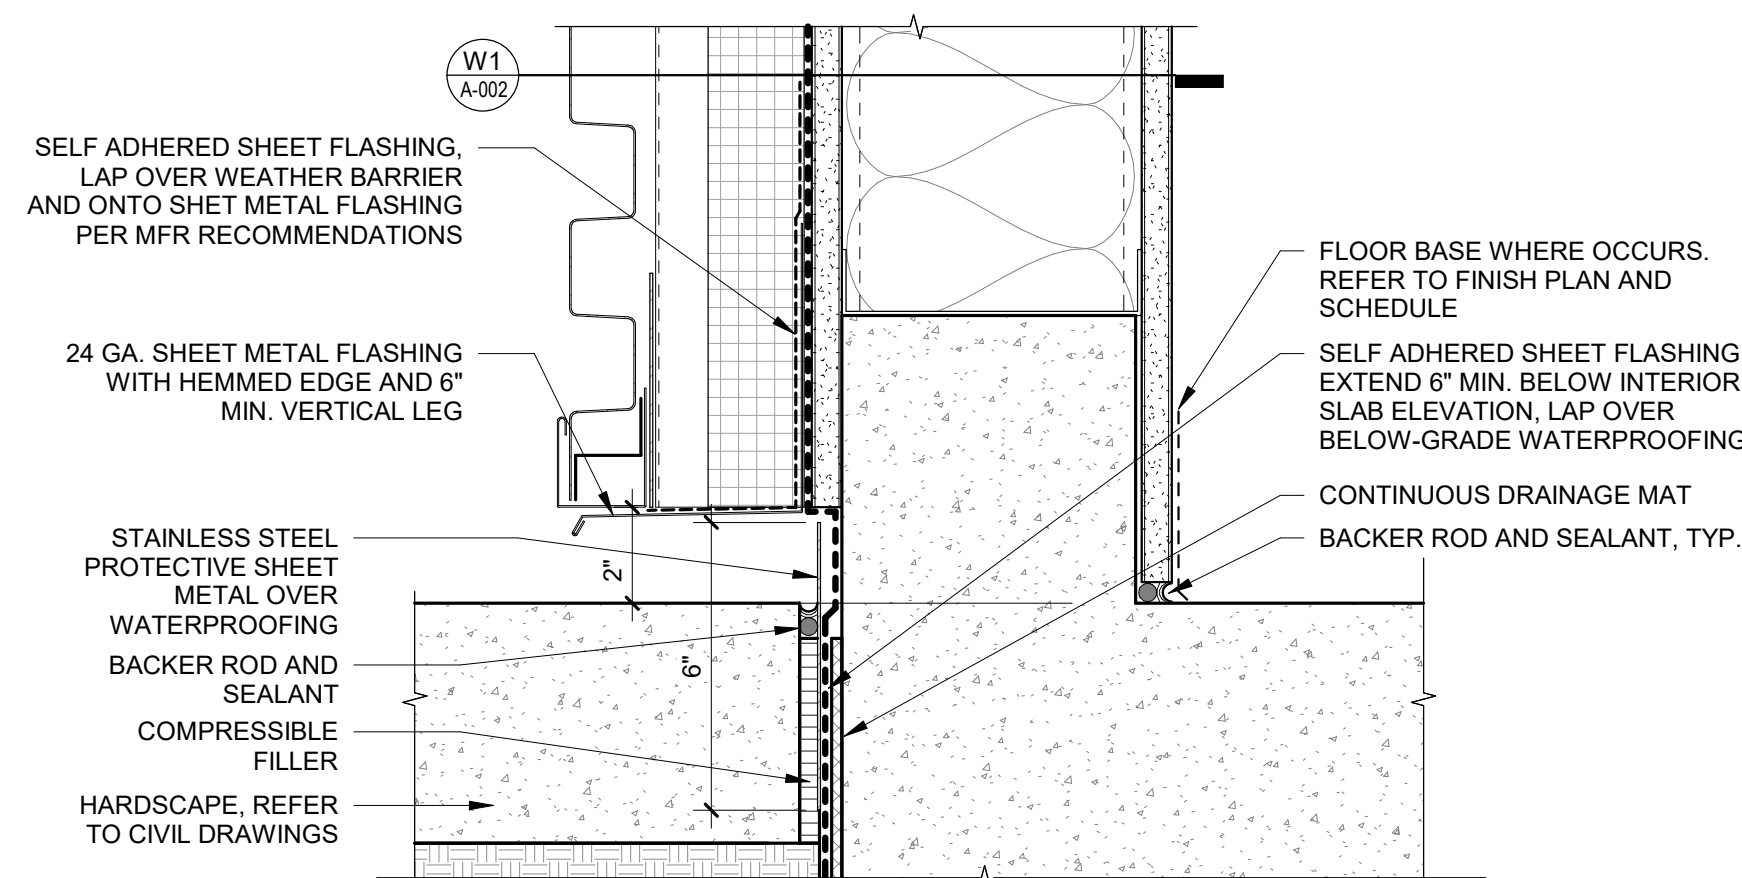 W1
A-002
SELF ADHERED SHEET FLASHING,
LAP OVER WEATHER BARRIER
AND ONTO SHET METAL FLASHING
PER MFR RECOMMENDATIONS
24 GA. SHEET METAL FLASHING
WITH HEMMED EDGE AND 6"
MIN. VERTICAL LEG
STAINLESS STEEL
PROTECTIVE SHEET
METAL OVER
WATERPROOFING
BACKER ROD AND
SEALANT
COMPRESSIBLE
FILLER
HARDSCAPE, REFER
TO CIVIL DRAWINGS
2"
6"
FLOOR BASE WHERE OCCURS.
REFER TO FINISH PLAN AND
SCHEDULE
SELF ADHERED SHEET FLASHING
EXTEND 6" MIN. BELOW INTERIOR
SLAB ELEVATION, LAP OVER
BELOW-GRADE WATERPROOFING
CONTINUOUS DRAINAGE MAT
BACKER ROD AND SEALANT, TYP.